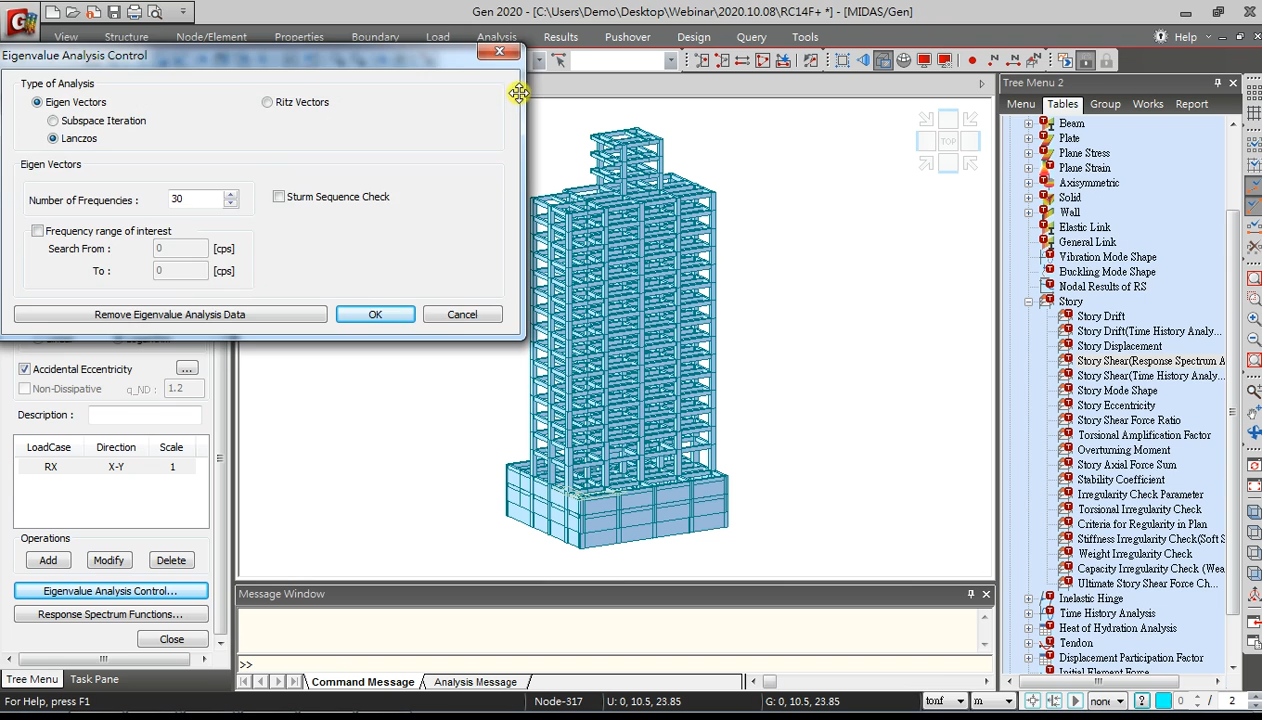 Gen 2020 - [C:\Users\Demo\Desktop\Webinar\2020.10.08\RC14F+ *] - [MIDAS/Gen]
View Structure Node/Element Properties Boundary Load Analysis Results Pushover Design Query Tools Help
Eigenvalue Analysis Control
Type of Analysis
Eigen Vectors Ritz Vectors
Subspace Iteration
Lanczos
Eigen Vectors
Number of Frequencies : 30 Sturm Sequence Check
Frequency range of interest
Search From : 0 [cps]
To : 0 [cps]
Remove Eigenvalue Analysis Data OK Cancel
Accidental Eccentricity ...
Non-Dissipative q_ND : 1.2
Description :
LoadCase Direction Scale
RX X-Y 1
Operations
Add Modify Delete
Eigenvalue Analysis Control...
Response Spectrum Functions...
Close
Tree Menu Task Pane
TOP
Message Window
>>
Command Message Analysis Message
Tree Menu 2
Menu Tables Group Works Report
Beam
Plate
Plane Stress
Plane Strain
Axisymmetric
Solid
Wall
Elastic Link
General Link
Vibration Mode Shape
Buckling Mode Shape
Nodal Results of RS
Story
Story Drift
Story Drift(Time History Analy...
Story Displacement
Story Shear(Response Spectrum A
Story Shear(Time History Analy...
Story Mode Shape
Story Eccentricity
Story Shear Force Ratio
Torsional Amplification Factor
Overturning Moment
Story Axial Force Sum
Stability Coefficient
Irregularity Check Parameter
Torsional Irregularity Check
Criteria for Regularity in Plan
Stiffness Irregularity Check(Soft S
Weight Irregularity Check
Capacity Irregularity Check (Wea
Ultimate Story Shear Force Ch...
Inelastic Hinge
Time History Analysis
Heat of Hydration Analysis
Tendon
Displacement Participation Factor
Initial Element Force
For Help, press F1 Node-317 U: 0, 10.5, 23.85 G: 0, 10.5, 23.85 tonf m none ? 0 / 2